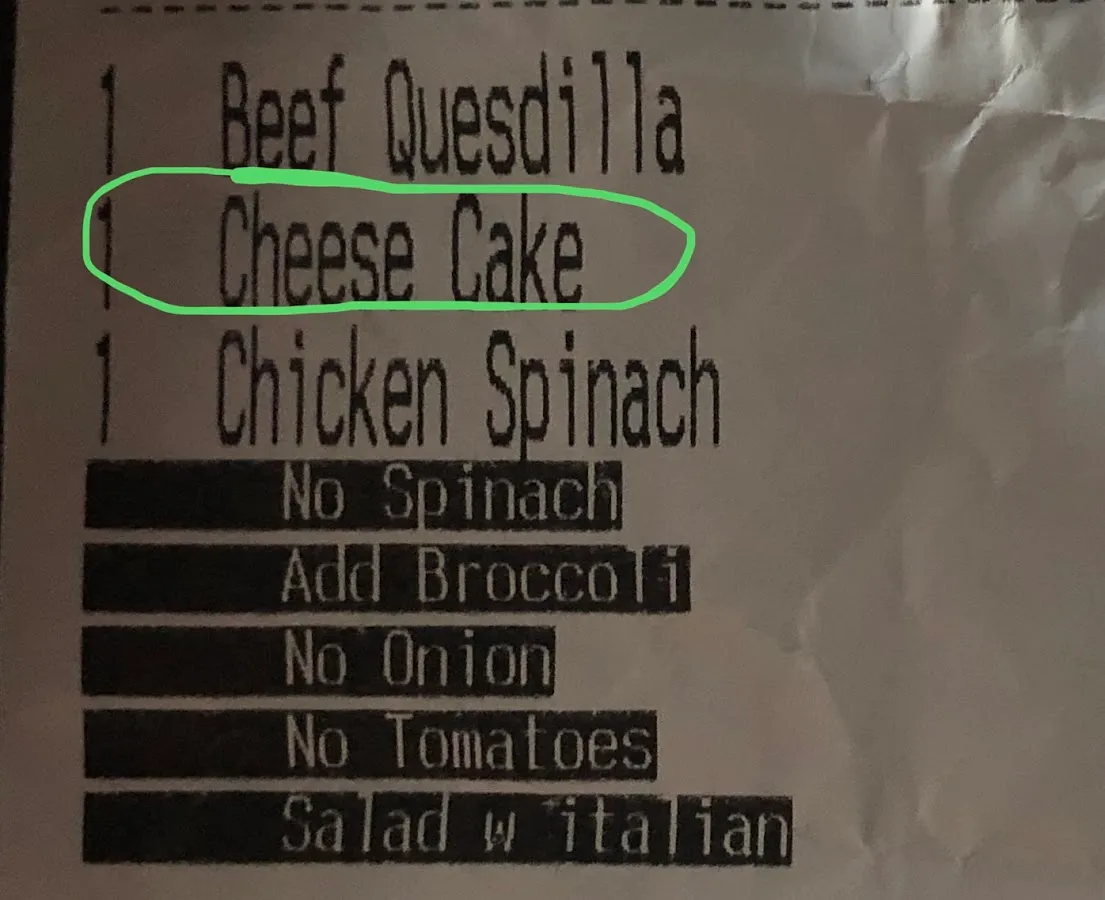 1 Beef Quesdilla
1 Cheese Cake
1 Chicken Spinach
No Spinach
Add Broccoli
No Onion
No Tomatoes
Salad w italian